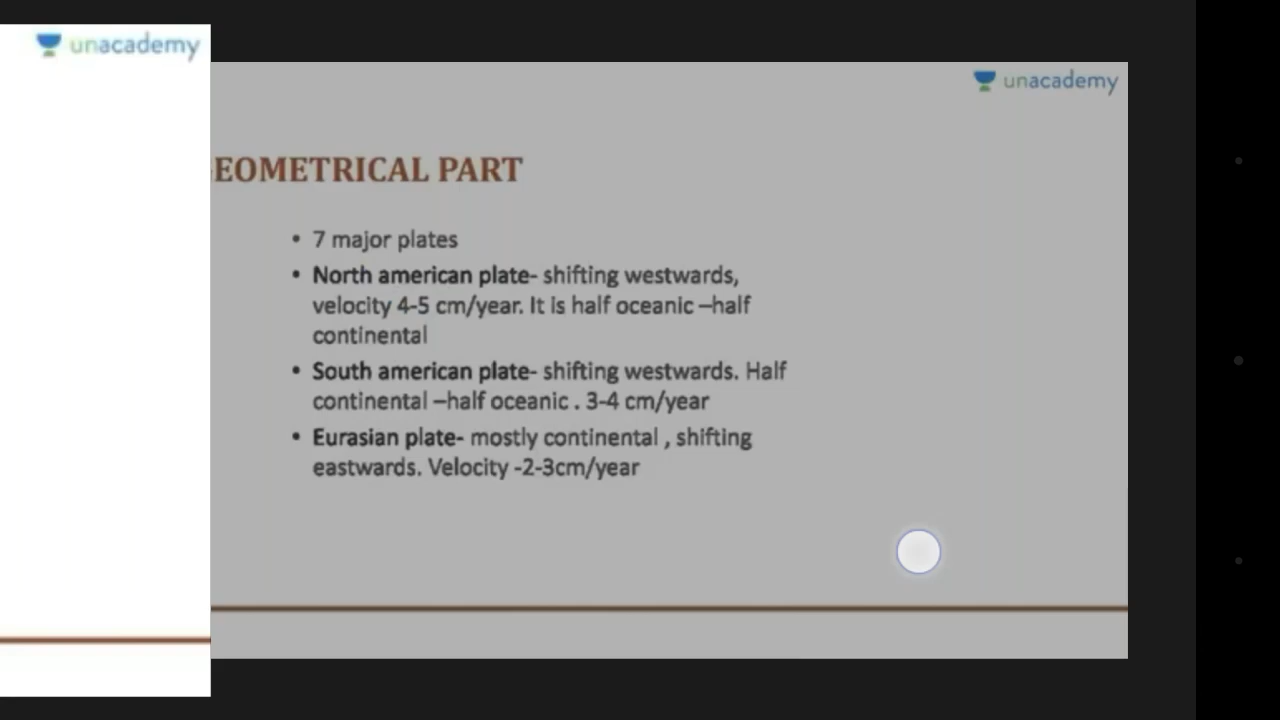 unacademy
unacademy
GEOMETRICAL PART
• 7 major plates
• North american plate- shifting westwards,
velocity 4-5 cm/year. It is half oceanic –half
continental
• South american plate- shifting westwards. Half
continental –half oceanic . 3-4 cm/year
• Eurasian plate- mostly continental , shifting
eastwards. Velocity -2-3cm/year